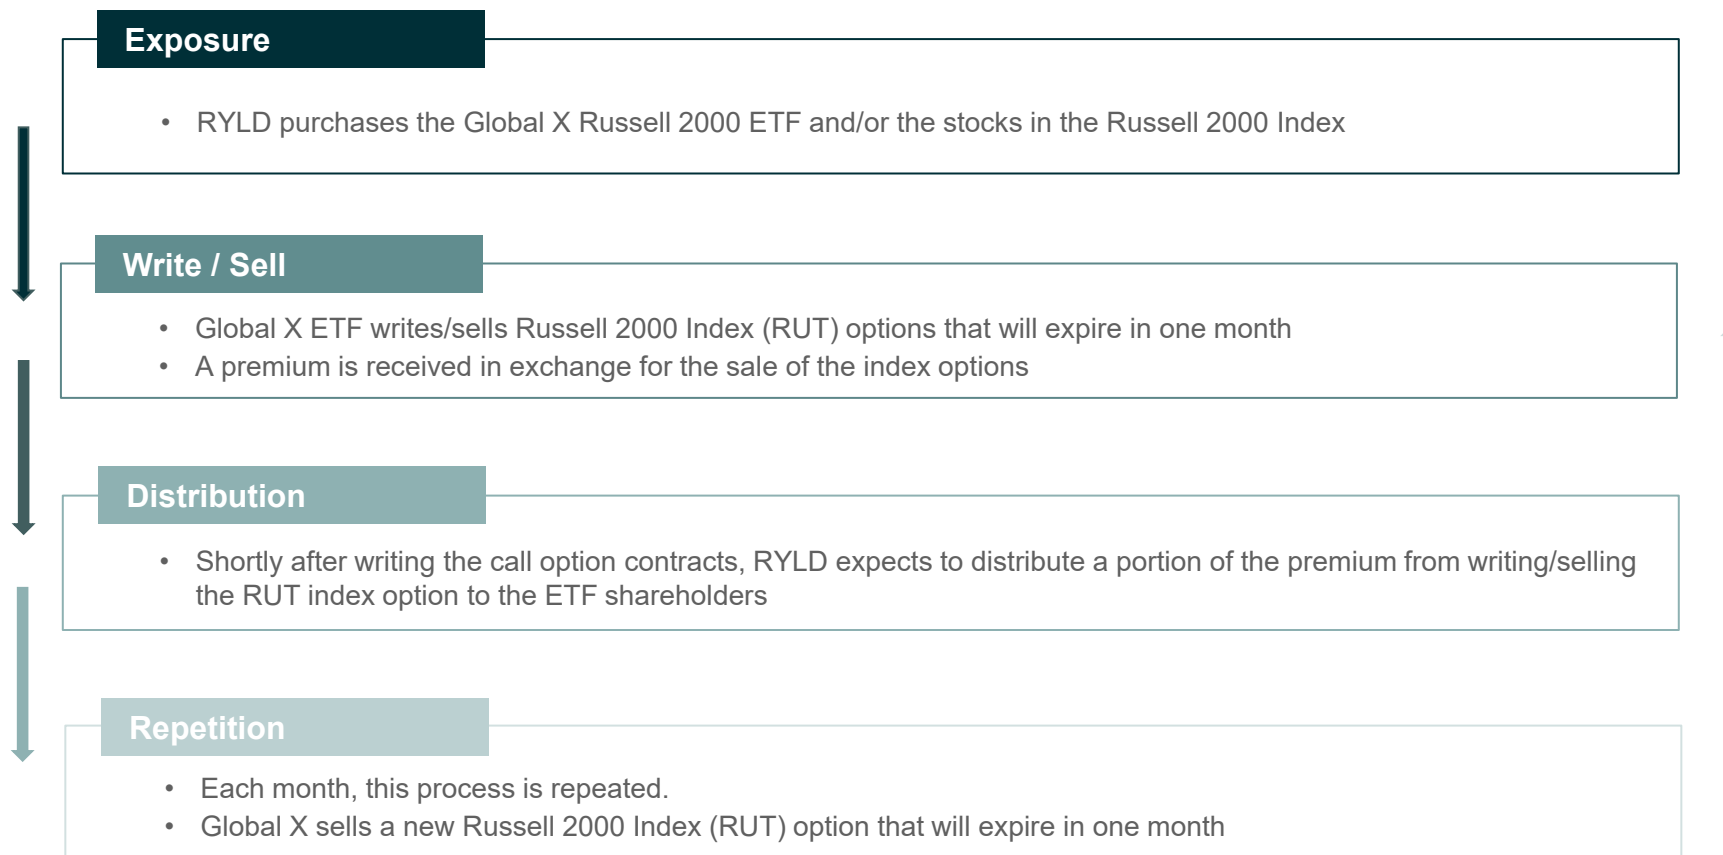 Exposure
• RYLD purchases the Global X Russell 2000 ETF and/or the stocks in the Russell 2000 Index
Write / Sell
• Global X ETF writes/sells Russell 2000 Index (RUT) options that will expire in one month
• A premium is received in exchange for the sale of the index options
Distribution
• Shortly after writing the call option contracts, RYLD expects to distribute a portion of the premium from writing/selling
the RUT index option to the ETF shareholders
Repetition
• Each month, this process is repeated.
• Global X sells a new Russell 2000 Index (RUT) option that will expire in one month